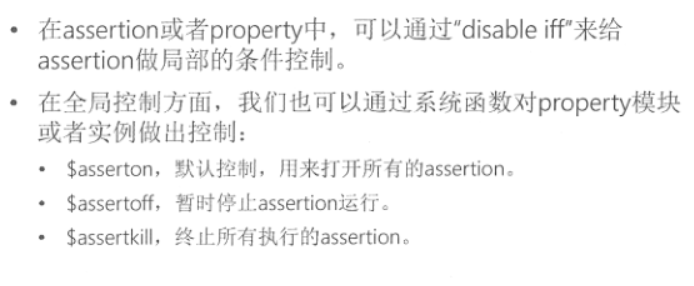 • 在assertion或者property中，可以通过“disable iff”来给
assertion做局部的条件控制。
• 在全局控制方面，我们也可以通过系统函数对property模块
或者实例做出控制：
• $asserton，默认控制，用来打开所有的assertion。
• $assertoff，暂时停止assertion运行。
• $assertkill，终止所有执行的assertion。